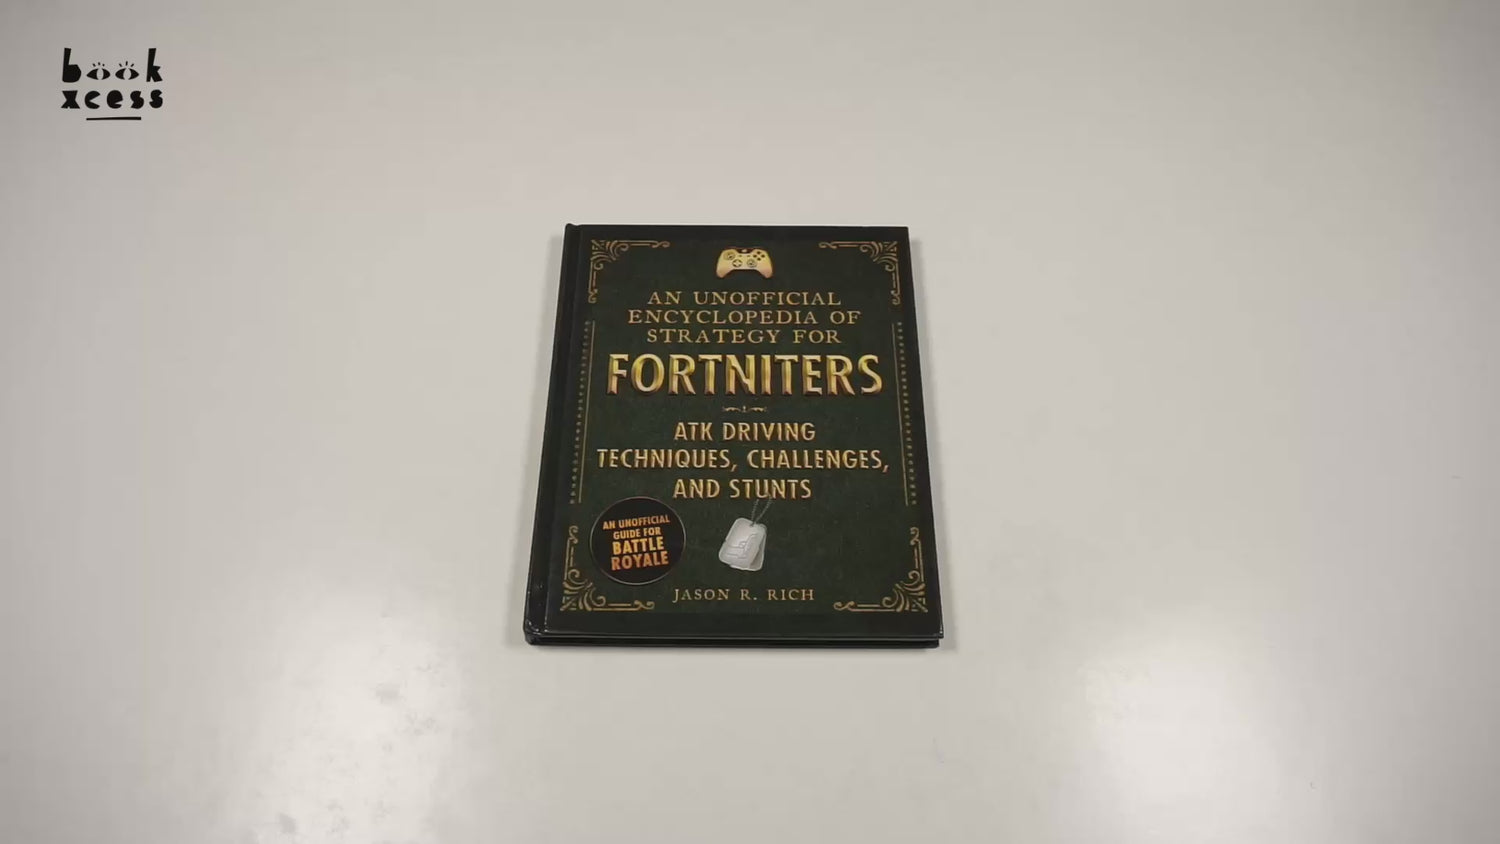 book
xcess
AN UNOFFICIAL
ENCYCLOPEDIA OF
STRATEGY FOR
FORTNITERS
ATK DRIVING
TECHNIQUES, CHALLENGES,
AND STUNTS
AN UNOFFICIAL
GUIDE FOR
BATTLE
ROYALE
JASON R. RICH